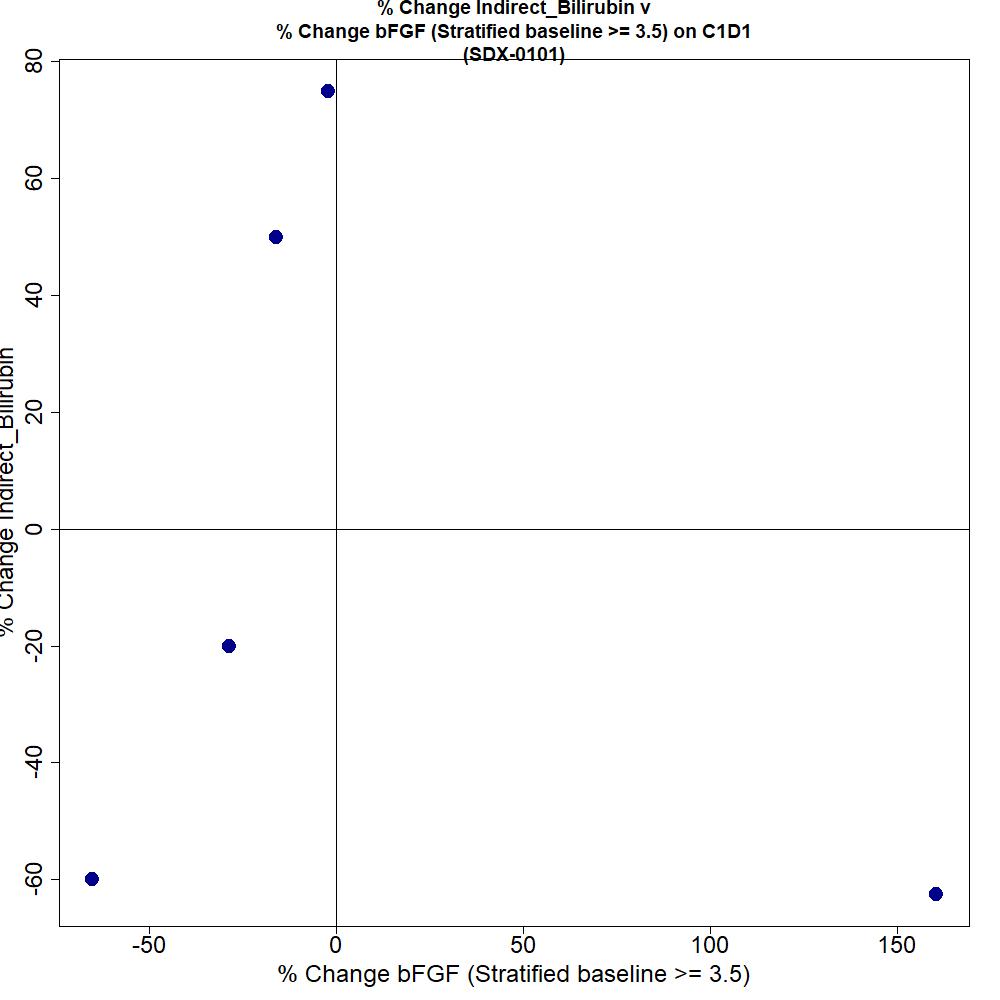 % Change Indirect_Bilirubin v
% Change bFGF (Stratified baseline >= 3.5) on C1D1
(SDX-0101)
% Change Indirect_Bilirubin
80
60
40
20
0
-20
-40
-60
-50 0 50 100 150
% Change bFGF (Stratified baseline >= 3.5)